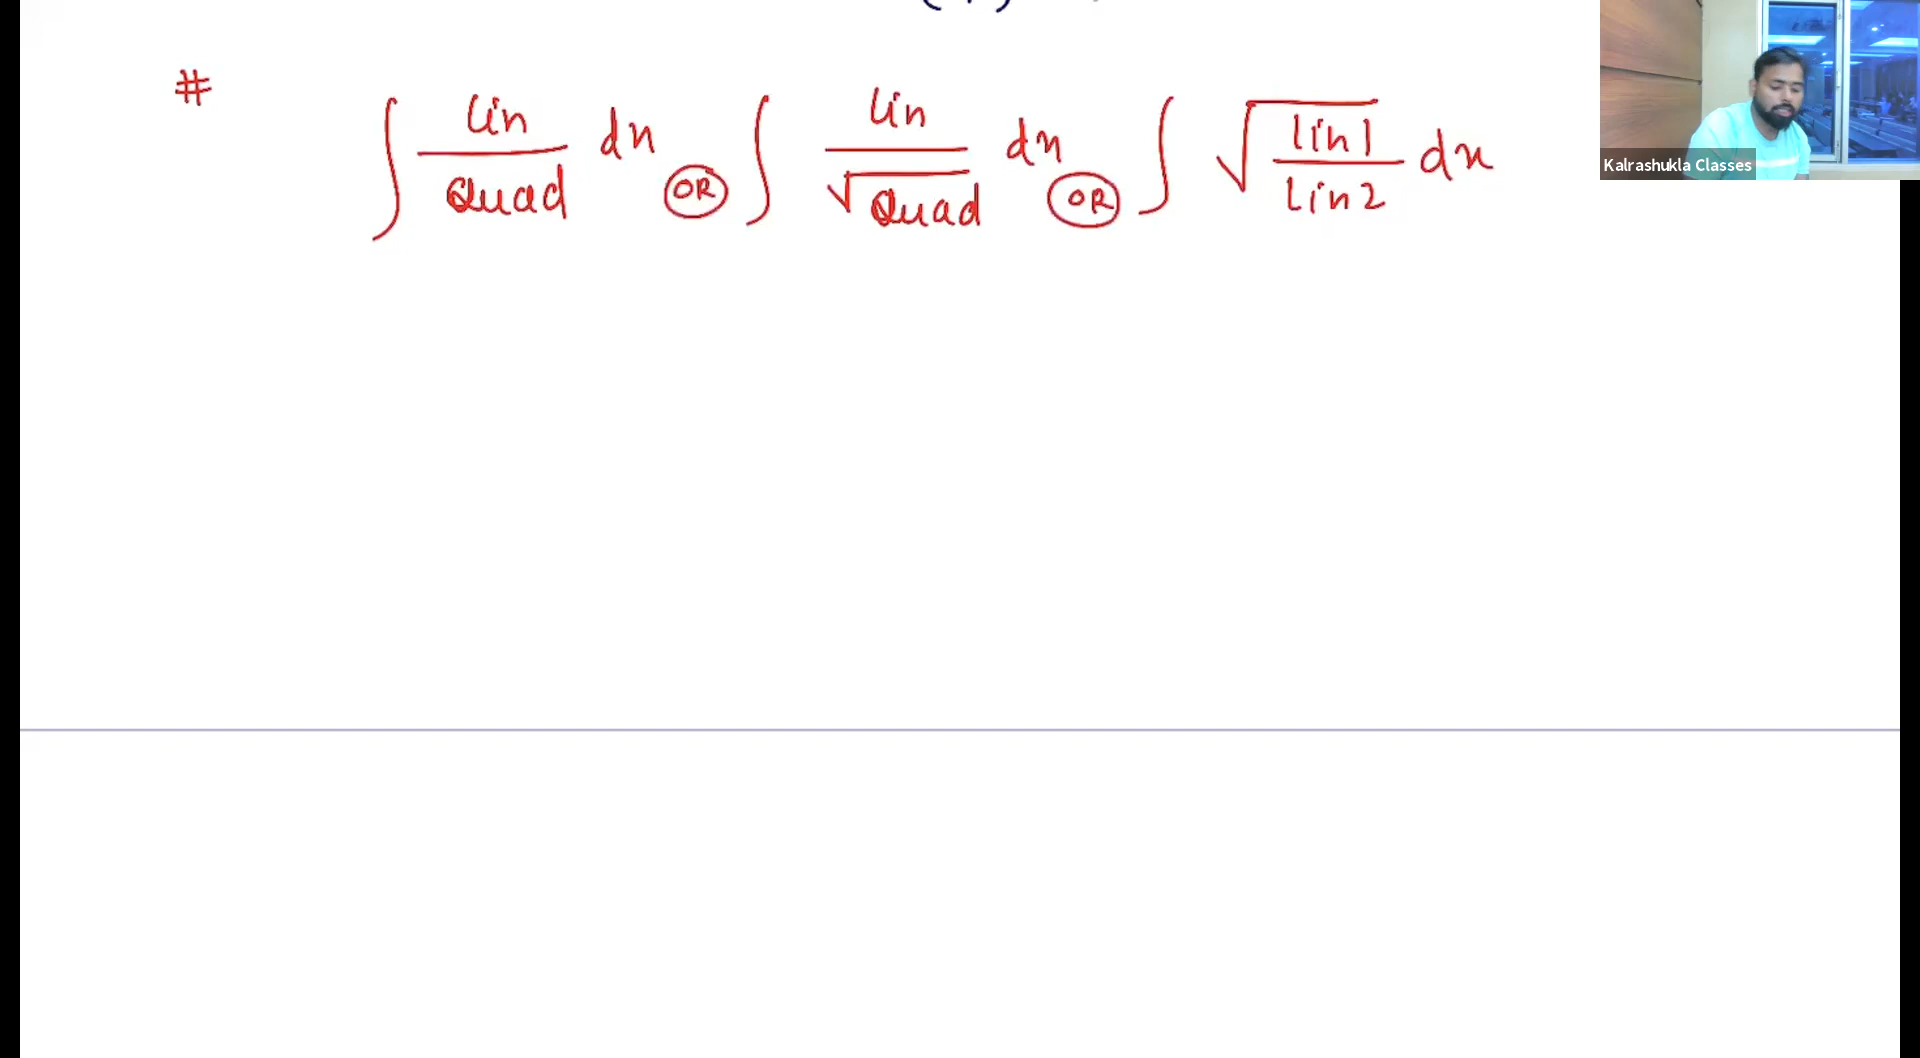 # ∫ Lin/Quad dx OR ∫ Lin/√Quad dx OR ∫ √(Lin1/Lin2) dx
Kalrashukla Classes